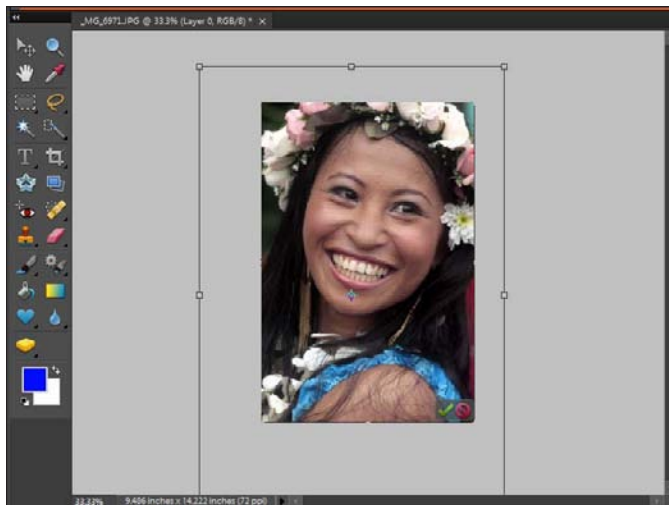 _MG_6971.JPG @ 33.3% (Layer 0, RGB/8) * ×
T
33.33% 9.486 inches x 14.222 inches (72 ppi)